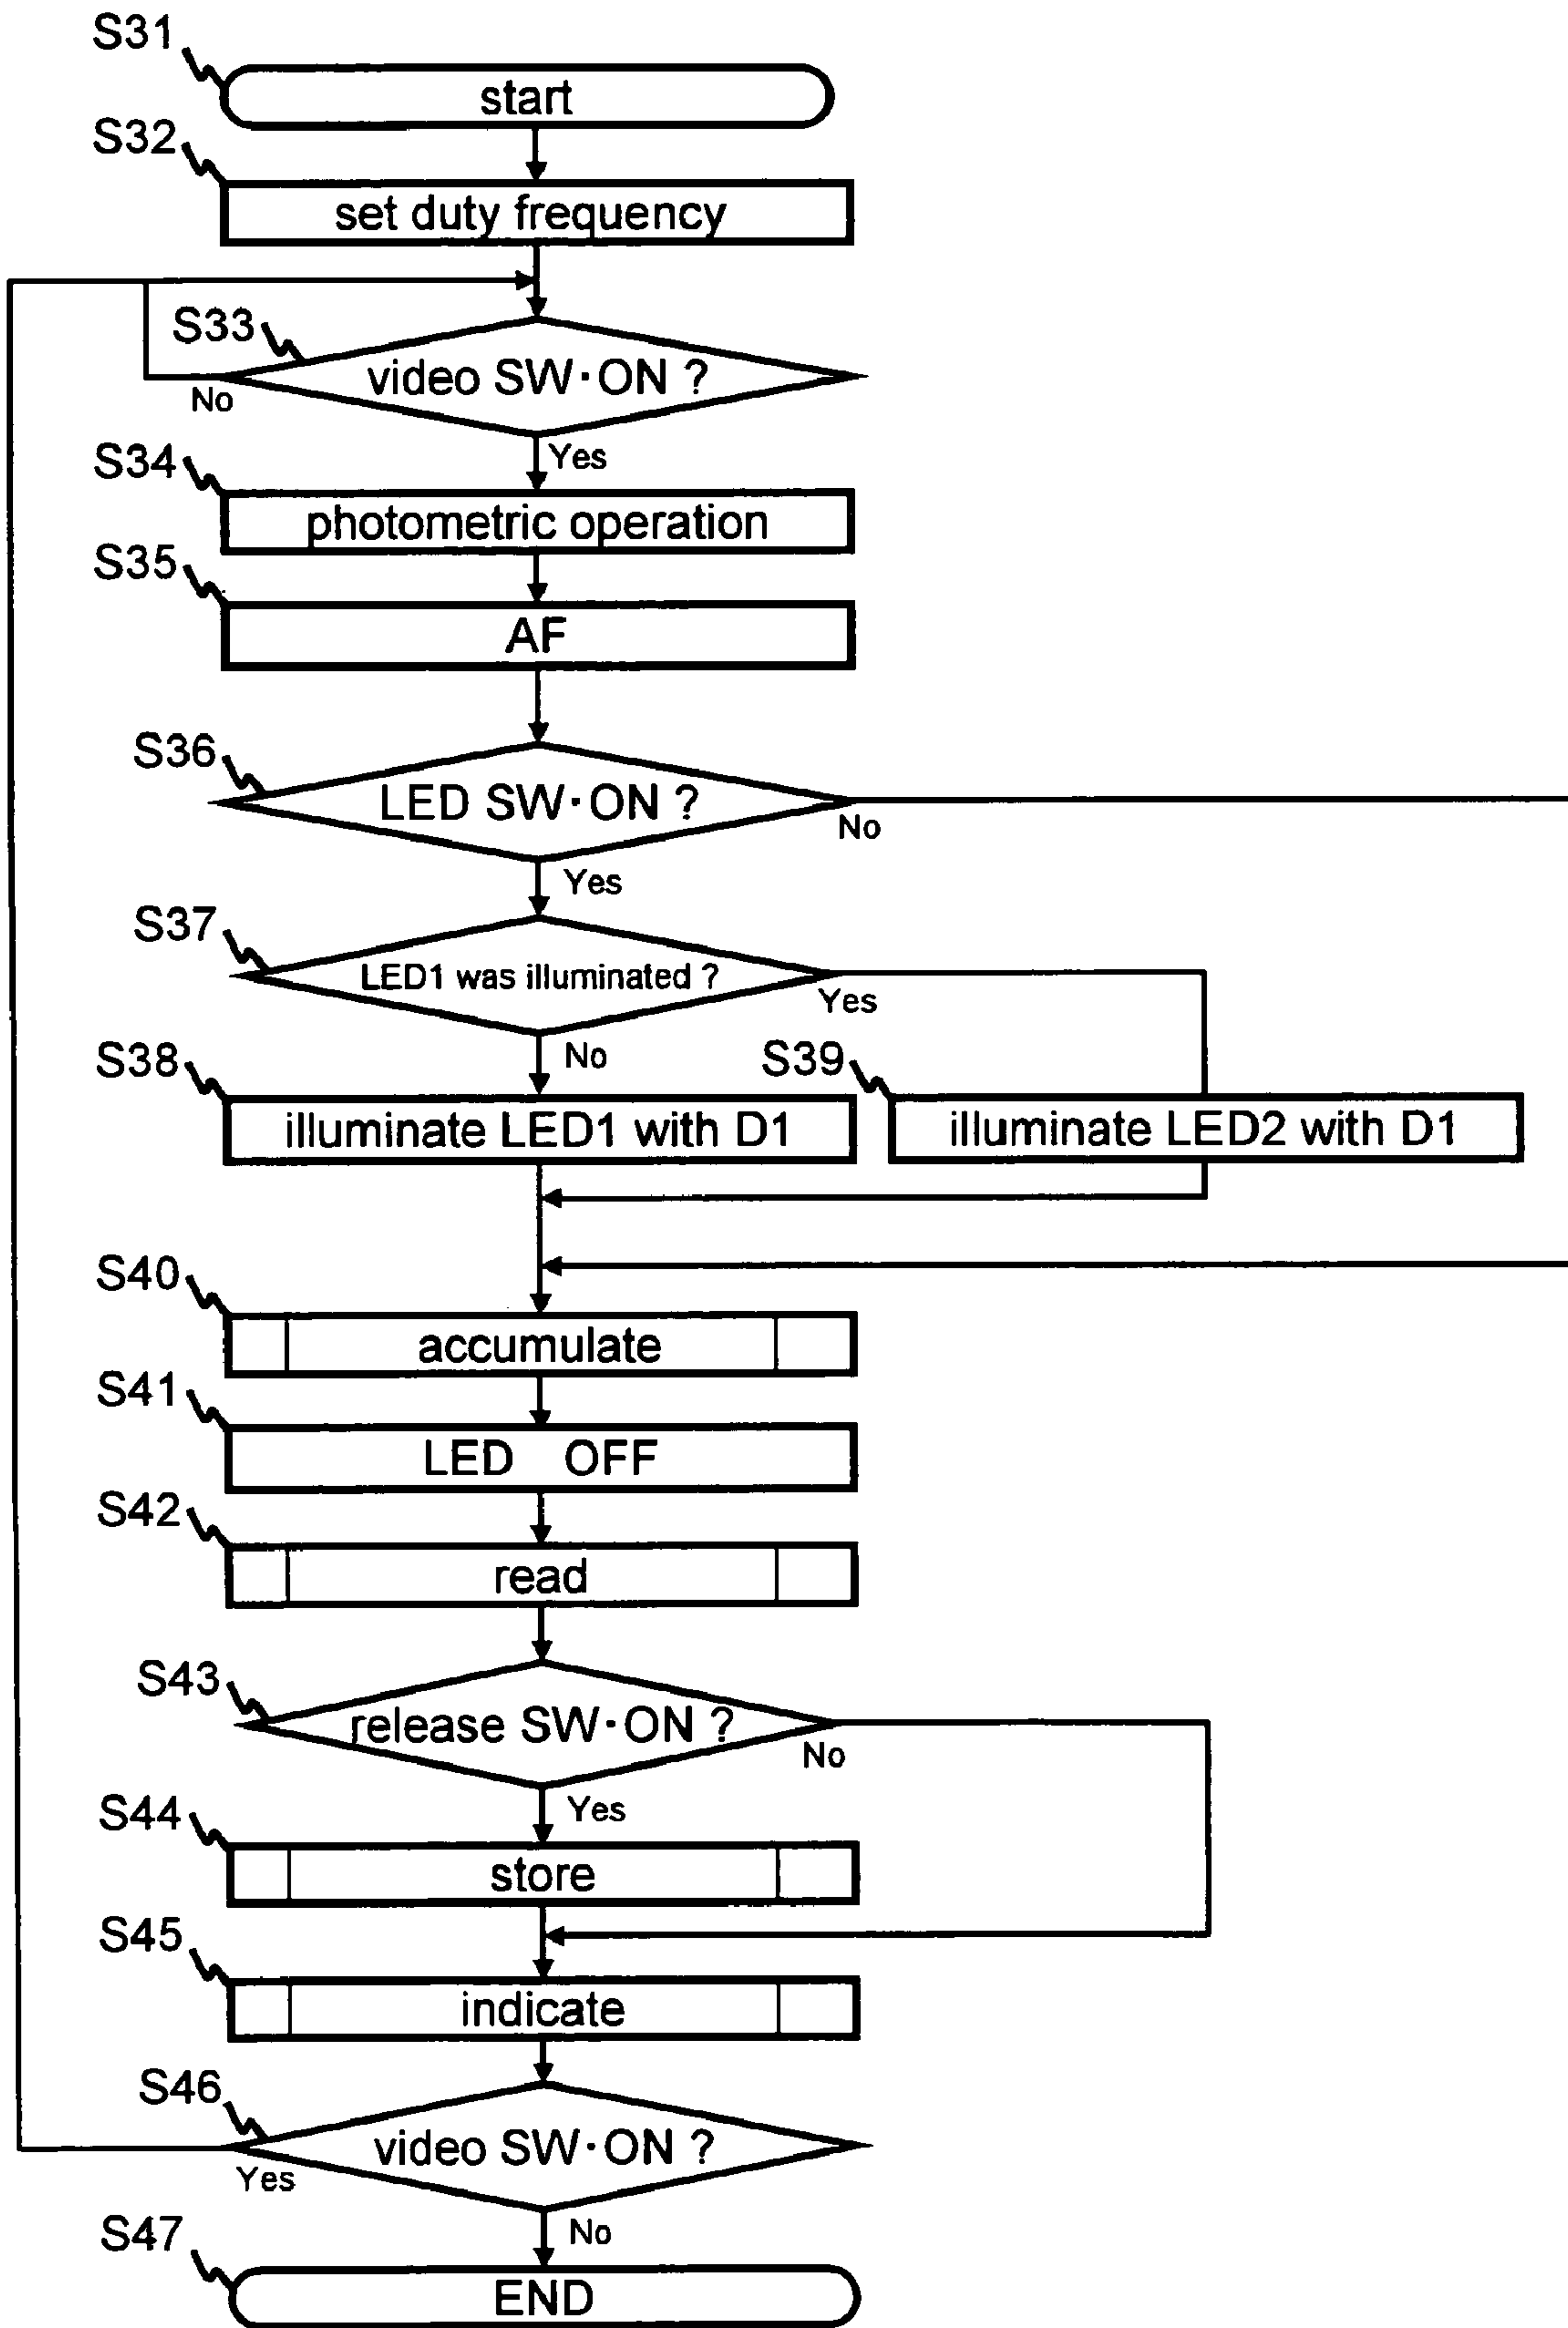 S31
start
S32
set duty frequency
S33
video SW·ON ?
No
Yes
S34
photometric operation
S35
AF
S36
LED SW·ON ?
No
Yes
S37
LED1 was illuminated ?
Yes
No
S38
illuminate LED1 with D1
S39
illuminate LED2 with D1
S40
accumulate
S41
LED OFF
S42
read
S43
release SW·ON ?
No
Yes
S44
store
S45
indicate
S46
video SW·ON ?
Yes
No
S47
END